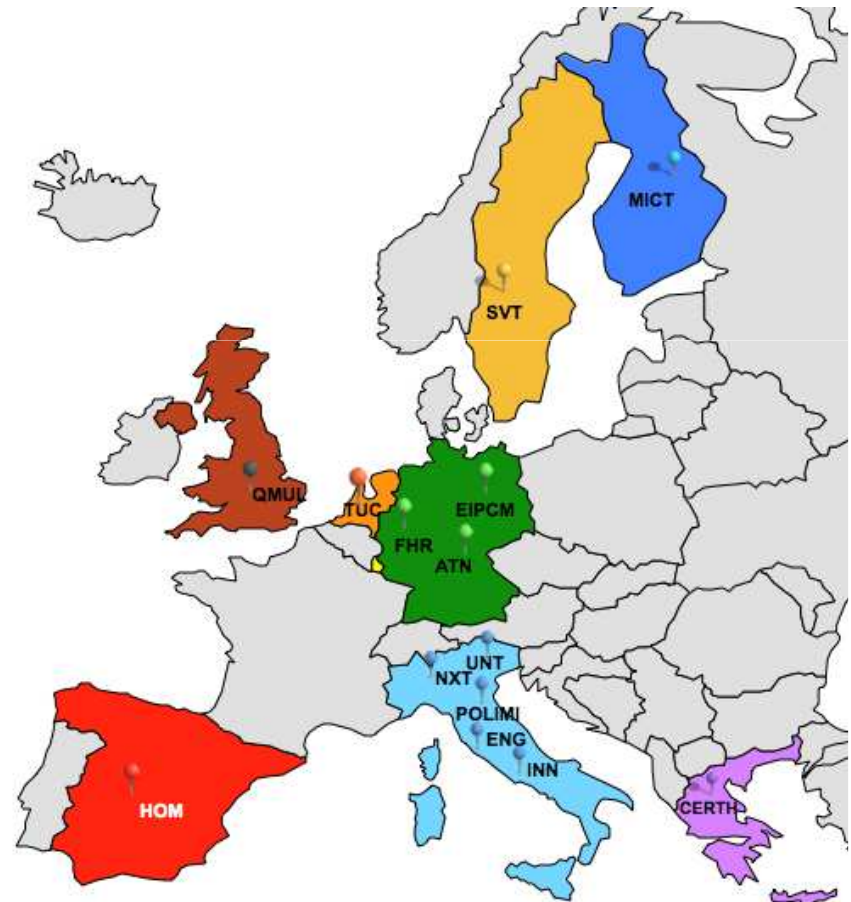 MICT
SVT
QMUL
TUC
EIPCM
FHR
ATN
UNT
NXT
POLIMI
ENG
INN
HOM
CERTH